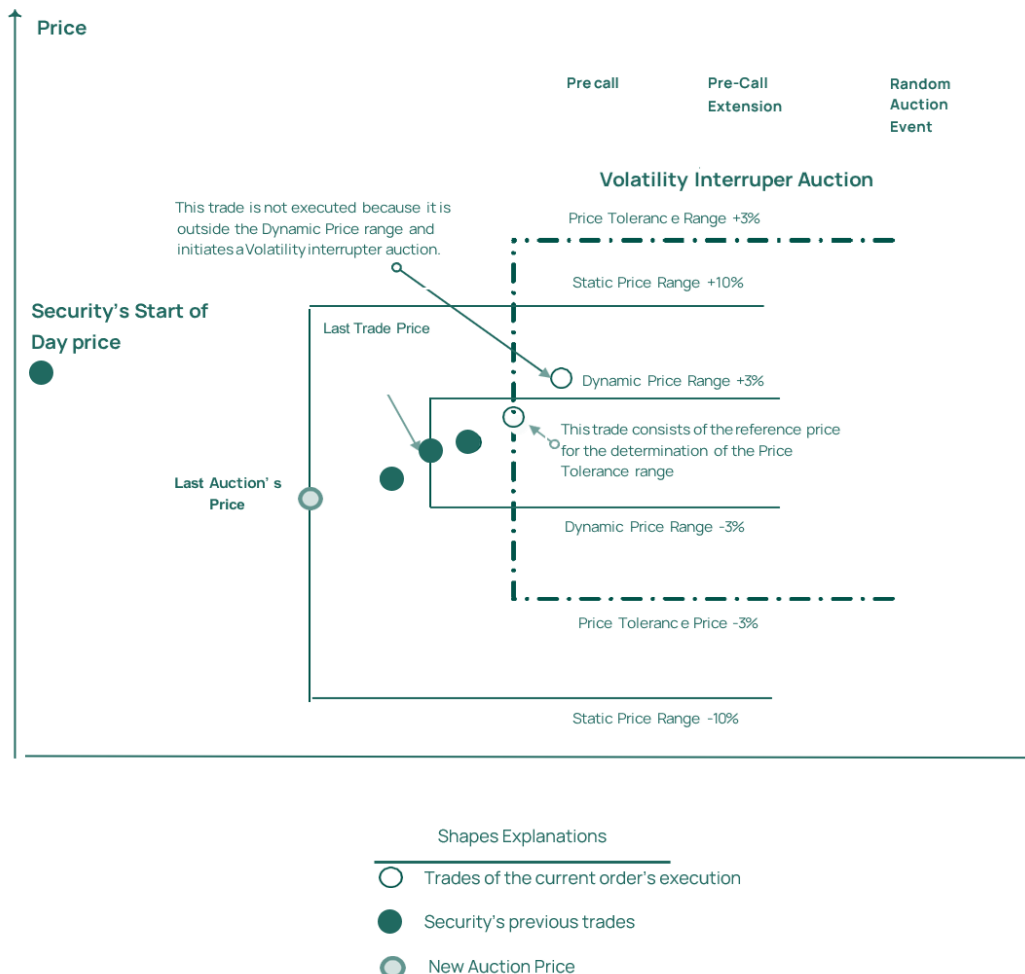 Price
Pre call
Pre-Call
Extension
Random
Auction
Event
Volatility Interruper Auction
This trade is not executed because it is
outside the Dynamic Price range and
initiates a Volatility interrupter auction.
Price Tolerance Range +3%
Static Price Range +10%
Security's Start of
Day price
Last Trade Price
Dynamic Price Range +3%
This trade consists of the reference price
for the determination of the Price
Tolerance range
Last Auction's
Price
Dynamic Price Range -3%
Price Tolerance Price -3%
Static Price Range -10%
Shapes Explanations
Trades of the current order's execution
Security's previous trades
New Auction Price